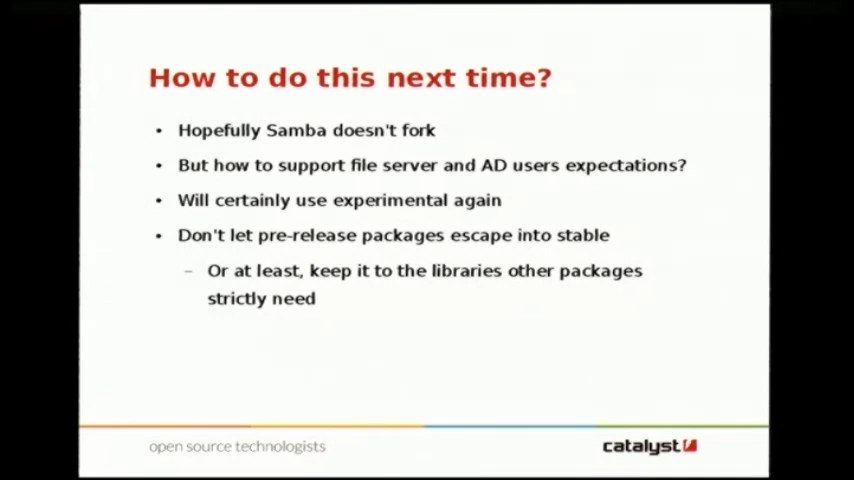 How to do this next time?
• Hopefully Samba doesn't fork
• But how to support file server and AD users expectations?
• Will certainly use experimental again
• Don't let pre-release packages escape into stable
– Or at least, keep it to the libraries other packages
strictly need
open source technologists
catalyst